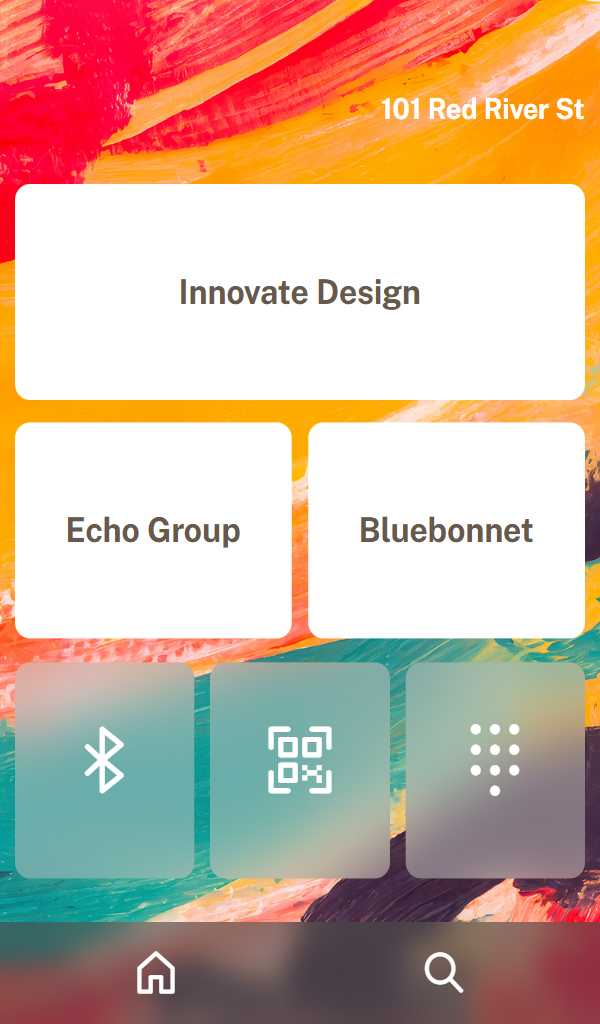 101 Red River St
Innovate Design
Echo Group
Bluebonnet